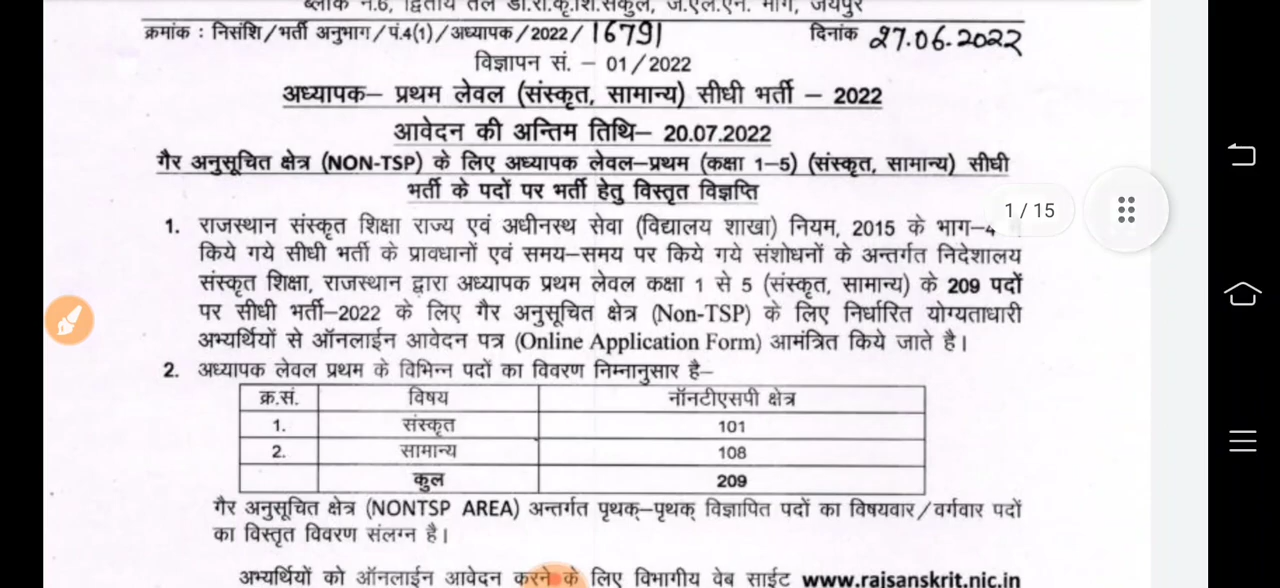 ब्लॉक नं.6, द्वितीय तल डॉ.रा.कृ.शि.संकुल, ज.एल.एन. मार्ग, जयपुर
क्रमांक : निसंशि/भर्ती अनुभाग/पं.4(1)/अध्यापक/2022/16791 दिनांक 27.06.2022
विज्ञापन सं. – 01/2022
अध्यापक– प्रथम लेवल (संस्कृत, सामान्य) सीधी भर्ती – 2022
आवेदन की अन्तिम तिथि– 20.07.2022
गैर अनुसूचित क्षेत्र (NON-TSP) के लिए अध्यापक लेवल–प्रथम (कक्षा 1–5) (संस्कृत, सामान्य) सीधी
भर्ती के पदों पर भर्ती हेतु विस्तृत विज्ञप्ति
1. राजस्थान संस्कृत शिक्षा राज्य एवं अधीनस्थ सेवा (विद्यालय शाखा) नियम, 2015 के भाग–4
1 / 15
किये गये सीधी भर्ती के प्रावधानों एवं समय–समय पर किये गये संशोधनों के अन्तर्गत निदेशालय
संस्कृत शिक्षा, राजस्थान द्वारा अध्यापक प्रथम लेवल कक्षा 1 से 5 (संस्कृत, सामान्य) के 209 पदों
पर सीधी भर्ती–2022 के लिए गैर अनुसूचित क्षेत्र (Non-TSP) के लिए निर्धारित योग्यताधारी
अभ्यर्थियों से ऑनलाईन आवेदन पत्र (Online Application Form) आमंत्रित किये जाते है।
2. अध्यापक लेवल प्रथम के विभिन्न पदों का विवरण निम्नानुसार है–
क्र.सं. विषय नॉनटीएसपी क्षेत्र
1. संस्कृत 101
2. सामान्य 108
कुल 209
गैर अनुसूचित क्षेत्र (NONTSP AREA) अन्तर्गत पृथक्–पृथक् विज्ञापित पदों का विषयवार/वर्गवार पदों
का विस्तृत विवरण संलग्न है।
अभ्यर्थियों को ऑनलाईन आवेदन करने के लिए विभागीय वेब साईट www.rajsanskrit.nic.in